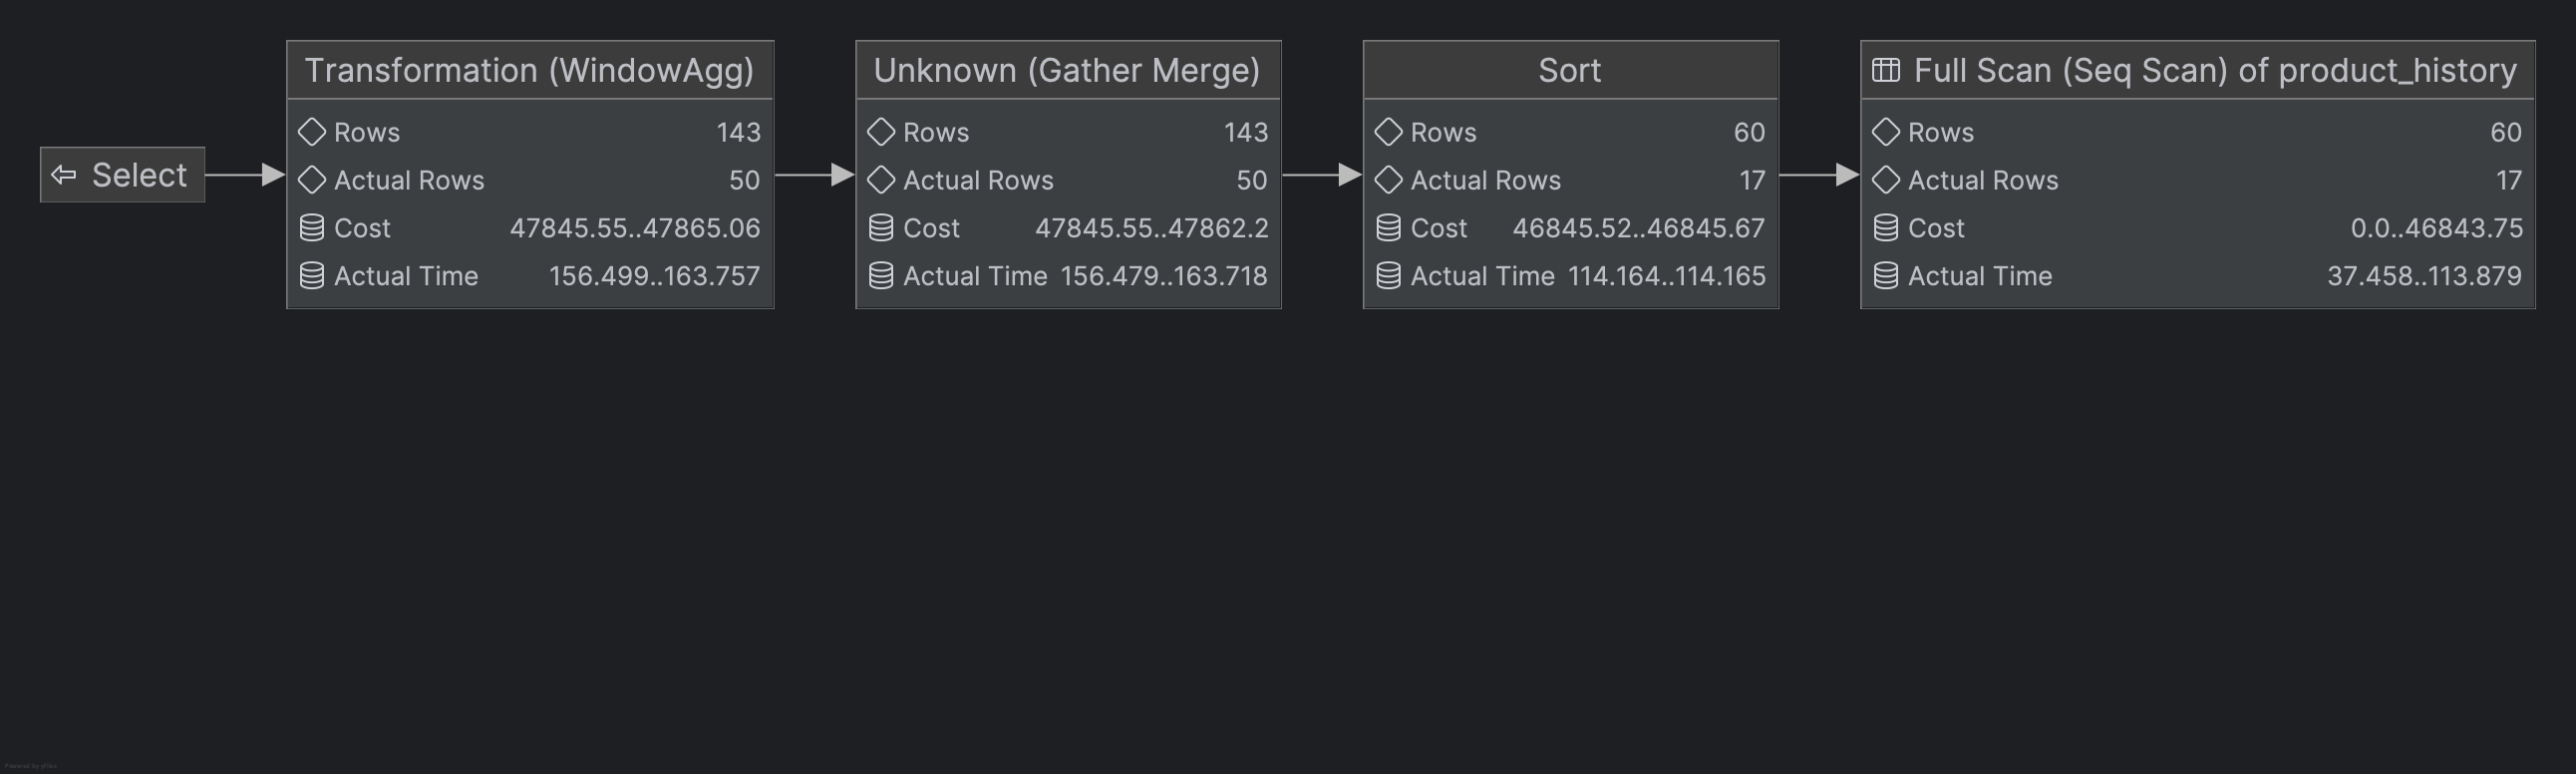 Select
Transformation (WindowAgg)
Rows 143
Actual Rows 50
Cost 47845.55..47865.06
Actual Time 156.499..163.757
Unknown (Gather Merge)
Rows 143
Actual Rows 50
Cost 47845.55..47862.2
Actual Time 156.479..163.718
Sort
Rows 60
Actual Rows 17
Cost 46845.52..46845.67
Actual Time 114.164..114.165
Full Scan (Seq Scan) of product_history
Rows 60
Actual Rows 17
Cost 0.0..46843.75
Actual Time 37.458..113.879
Powered by yFiles